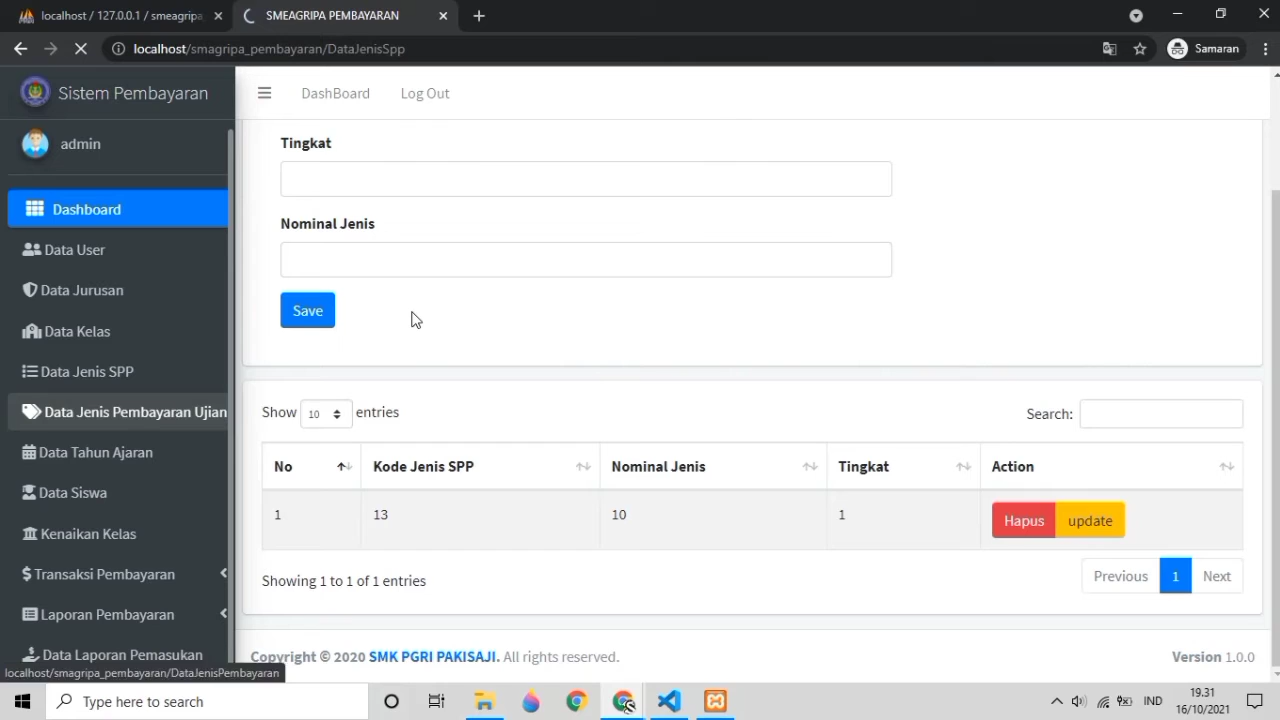 localhost / 127.0.0.1 / smeagripa
SMEAGRIPA PEMBAYARAN
localhost/smagripa_pembayaran/DataJenisSpp
Samaran
Sistem Pembayaran
DashBoard
Log Out
admin
Dashboard
Data User
Data Jurusan
Data Kelas
Data Jenis SPP
Data Jenis Pembayaran Ujian
Data Tahun Ajaran
Data Siswa
Kenaikan Kelas
$ Transaksi Pembayaran
Laporan Pembayaran
Data Laporan Pemasukan
Tingkat
Nominal Jenis
Save
Show 10 entries
Search:
No Kode Jenis SPP Nominal Jenis Tingkat Action
1 13 10 1 Hapus update
Showing 1 to 1 of 1 entries
Previous 1 Next
Copyright © 2020 SMK PGRI PAKISAJI. All rights reserved.
Version 1.0.0
localhost/smagripa_pembayaran/DataJenisPembayaran
Type here to search
IND
19.31
16/10/2021